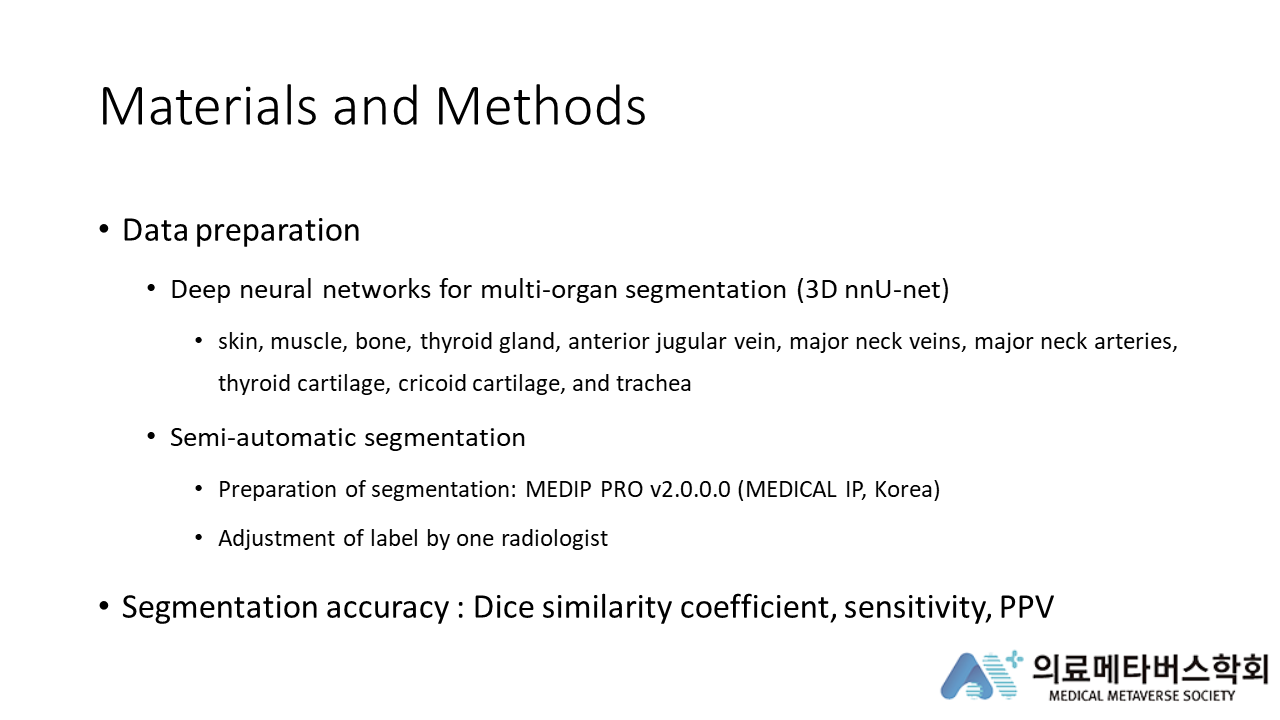 Materials and Methods
• Data preparation
• Deep neural networks for multi-organ segmentation (3D nnU-net)
• skin, muscle, bone, thyroid gland, anterior jugular vein, major neck veins, major neck arteries,
thyroid cartilage, cricoid cartilage, and trachea
• Semi-automatic segmentation
• Preparation of segmentation: MEDIP PRO v2.0.0.0 (MEDICAL IP, Korea)
• Adjustment of label by one radiologist
• Segmentation accuracy : Dice similarity coefficient, sensitivity, PPV
의료메타버스학회
MEDICAL METAVERSE SOCIETY